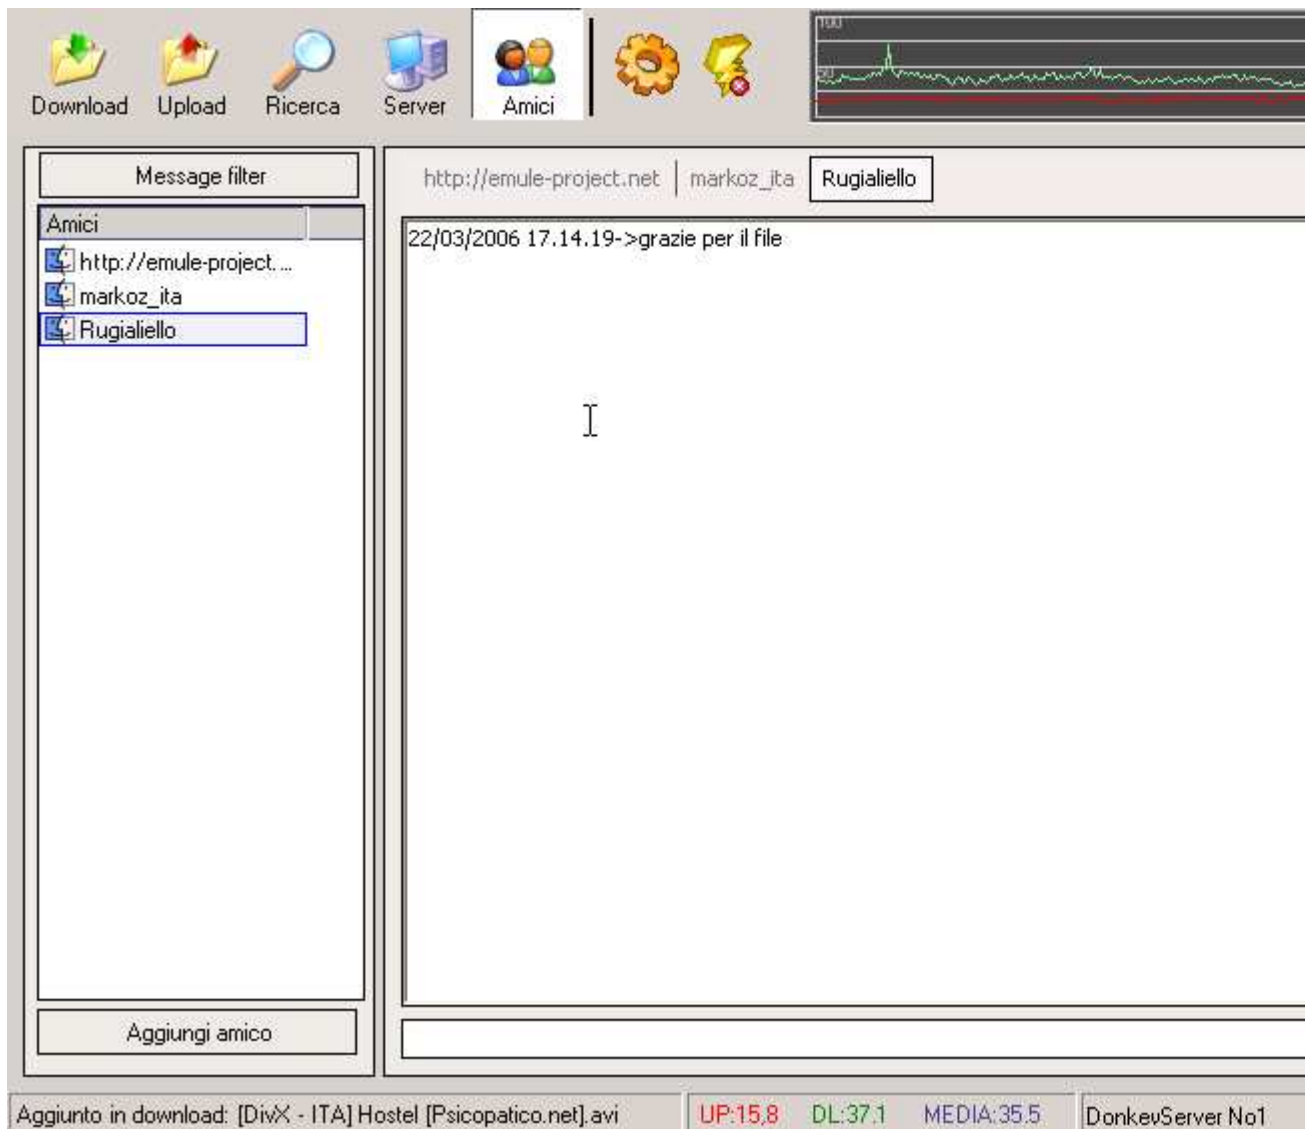 Download Upload Ricerca Server Amici
100
50
Message filter
Amici
http://emule-project....
markoz_ita
Rugialiello
Aggiungi amico
http://emule-project.net markoz_ita Rugialiello
22/03/2006 17.14.19->grazie per il file
Aggiunto in download: [DivX - ITA] Hostel [Psicopatico.net].avi UP:15,8 DL:37.1 MEDIA:35.5 DonkeyServer No1